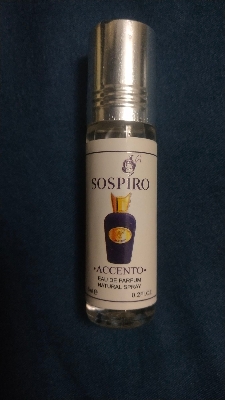 SOSPIRO
•ACCENTO•
EAU DE PARFUM
NATURAL SPRAY